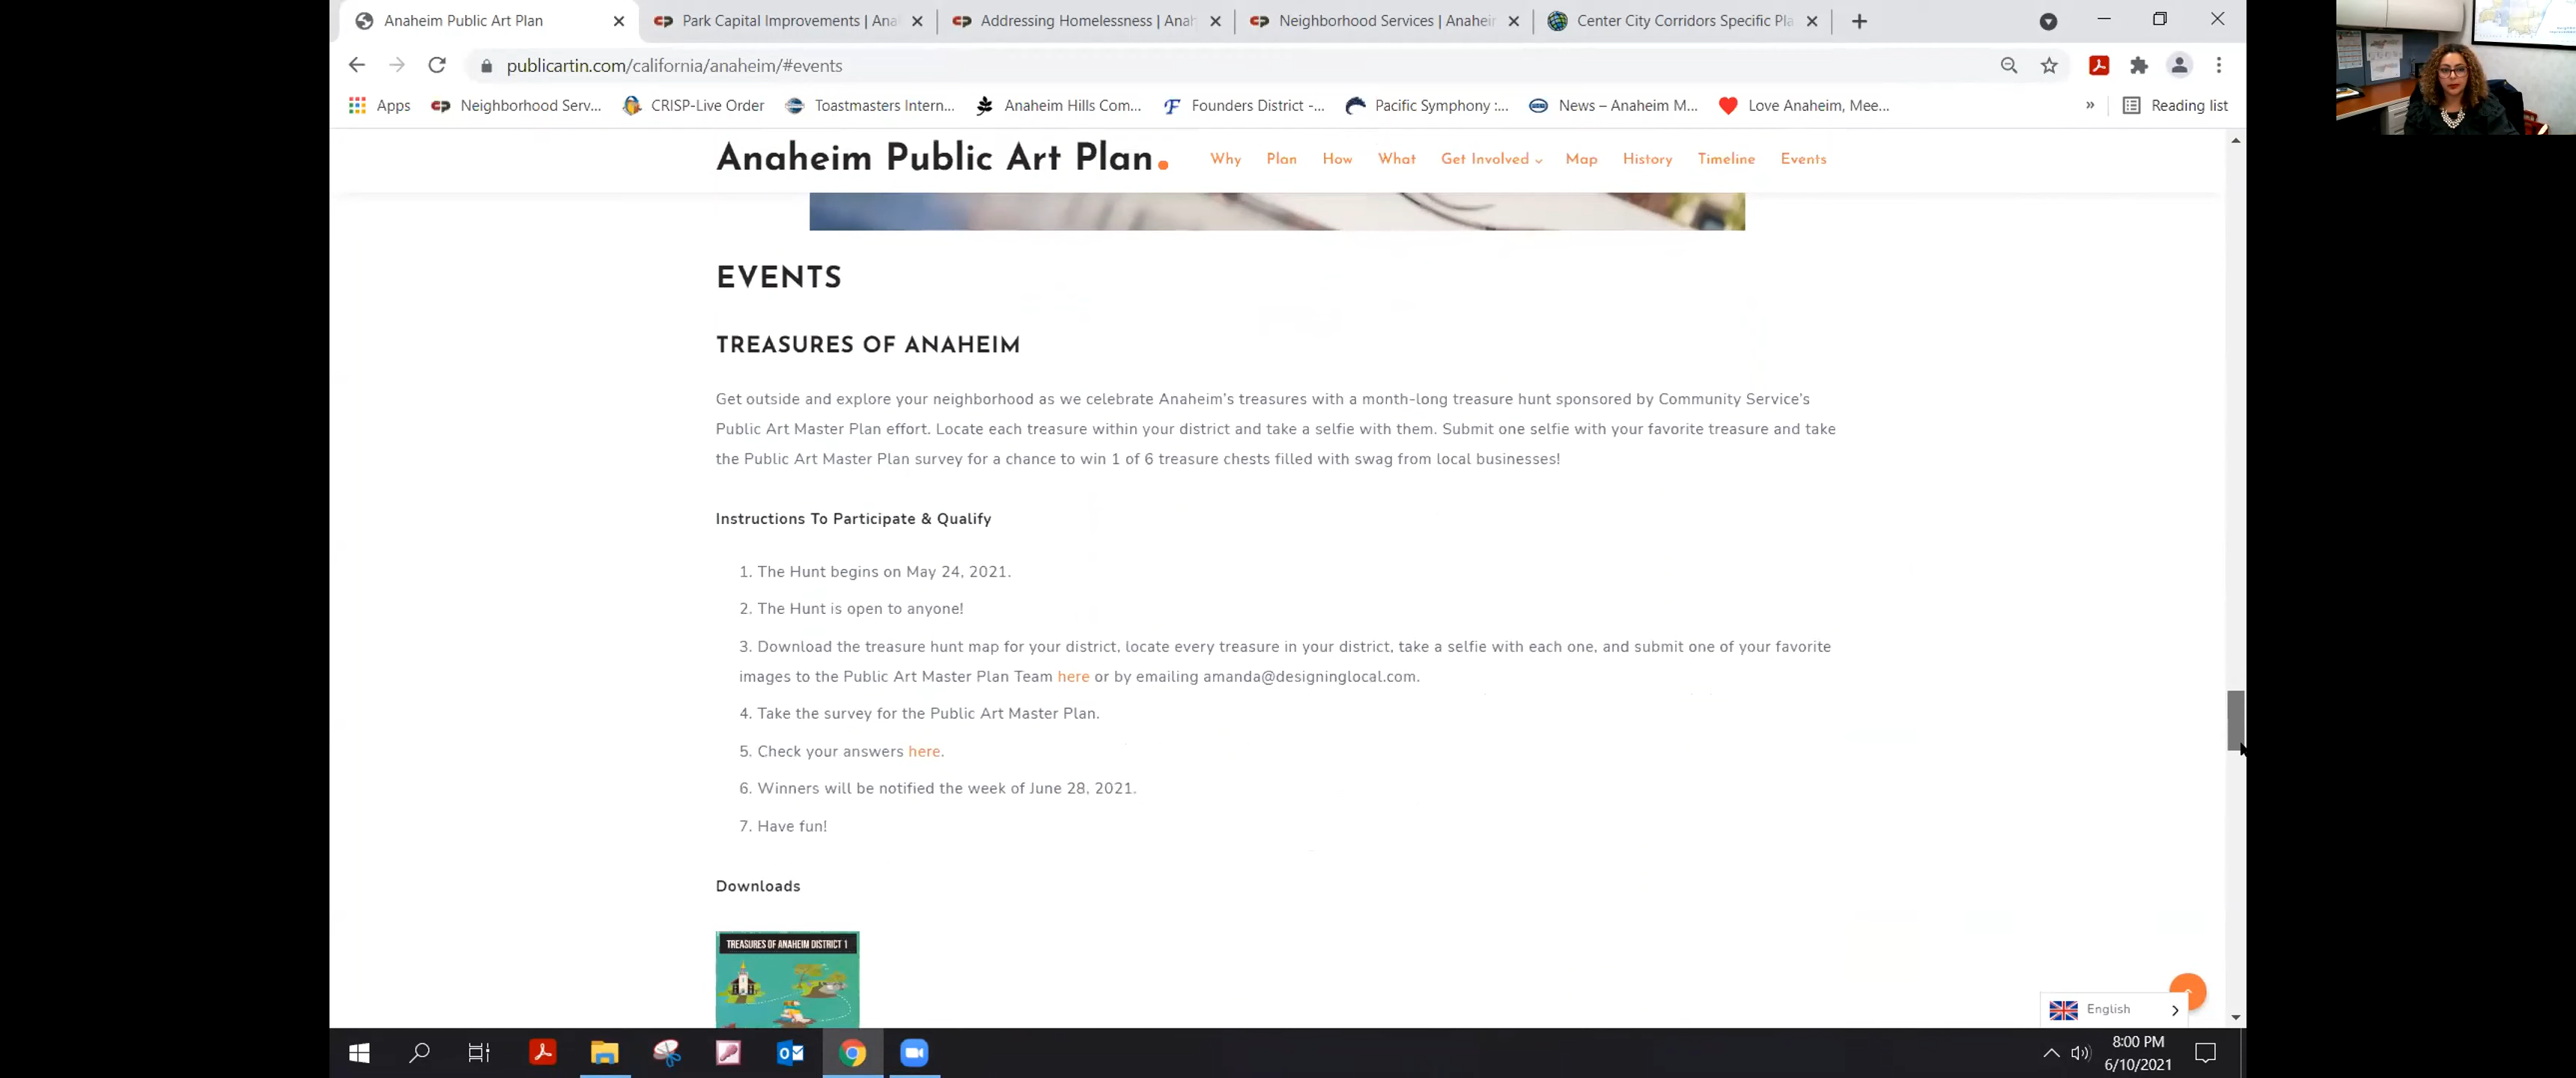 Anaheim Public Art Plan
Park Capital Improvements | Ana
Addressing Homelessness | Anah
Neighborhood Services | Anaheim
Center City Corridors Specific Pla
publicartin.com/california/anaheim/#events
Apps
Neighborhood Serv...
CRISP-Live Order
Toastmasters Intern...
Anaheim Hills Com...
Founders District -...
Pacific Symphony :...
News – Anaheim M...
Love Anaheim, Mee...
»
Reading list
Anaheim Public Art Plan.
Why
Plan
How
What
Get Involved
Map
History
Timeline
Events
EVENTS
TREASURES OF ANAHEIM
Get outside and explore your neighborhood as we celebrate Anaheim's treasures with a month-long treasure hunt sponsored by Community Service's
Public Art Master Plan effort. Locate each treasure within your district and take a selfie with them. Submit one selfie with your favorite treasure and take
the Public Art Master Plan survey for a chance to win 1 of 6 treasure chests filled with swag from local businesses!
Instructions To Participate & Qualify
1. The Hunt begins on May 24, 2021.
2. The Hunt is open to anyone!
3. Download the treasure hunt map for your district, locate every treasure in your district, take a selfie with each one, and submit one of your favorite
images to the Public Art Master Plan Team here or by emailing amanda@designinglocal.com.
4. Take the survey for the Public Art Master Plan.
5. Check your answers here.
6. Winners will be notified the week of June 28, 2021.
7. Have fun!
Downloads
TREASURES OF ANAHEIM DISTRICT 1
English
8:00 PM
6/10/2021